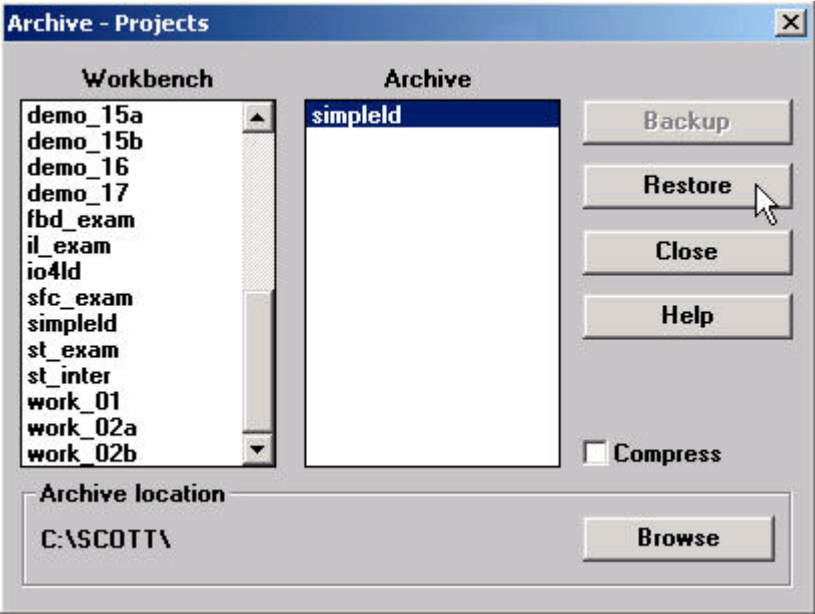 Archive - Projects
Workbench
Archive
demo_15a
demo_15b
demo_16
demo_17
fbd_exam
il_exam
io4ld
sfc_exam
simpleld
st_exam
st_inter
work_01
work_02a
work_02b
simpleld
Backup
Restore
Close
Help
Compress
Archive location
C:\SCOTT\
Browse